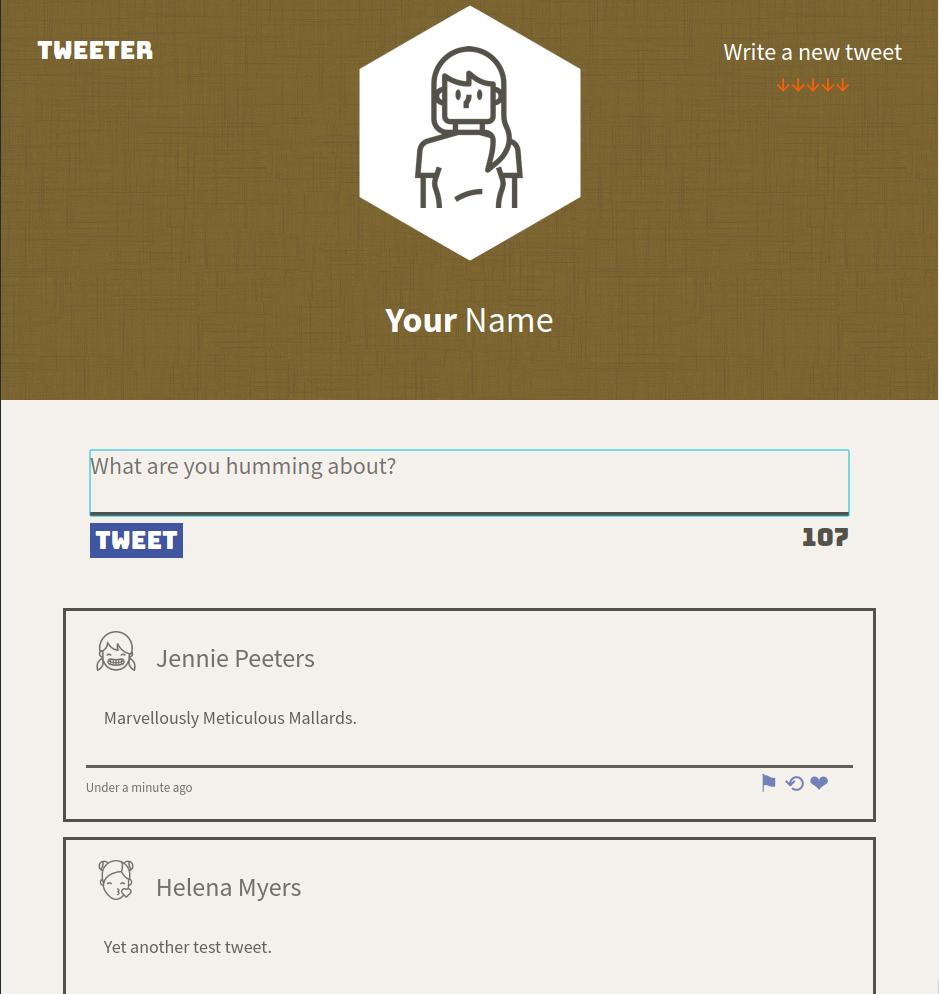 TWEETER
Write a new tweet
↓↓↓↓↓
Your Name
What are you humming about?
TWEET
107
Jennie Peeters
Marvellously Meticulous Mallards.
Under a minute ago
Helena Myers
Yet another test tweet.